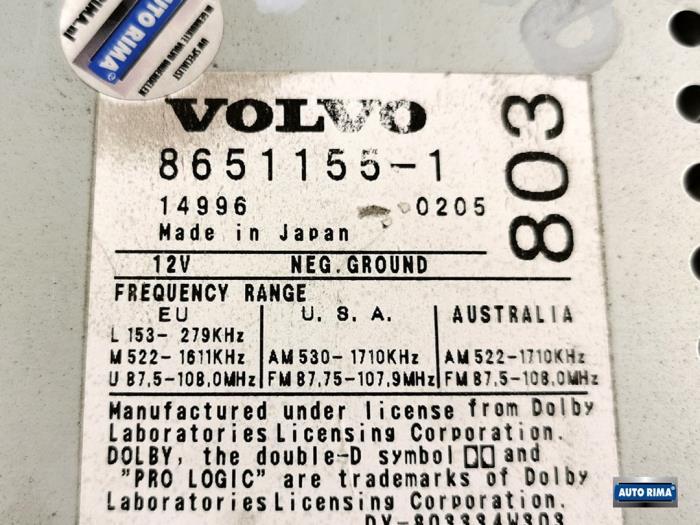 AUTO RIMA
VOLVO
8651155-1
803
14996 0205
Made in Japan
12V NEG.GROUND
FREQUENCY RANGE
EU U. S. A. AUSTRALIA
L 153- 279KHz
M 522- 1611KHz AM 530- 1710KHz AM 522-1710KHz
U 87,5-108,0MHz FM 87,75-107,9MHz FM 87,5-108,0MHz
Manufactured under license from Dolby
Laboratories Licensing Corporation.
DOLBY, the double-D symbol and
"PRO LOGIC" are trademarks of Dolby
Laboratories Licensing Corporation.
AUTO RIMA